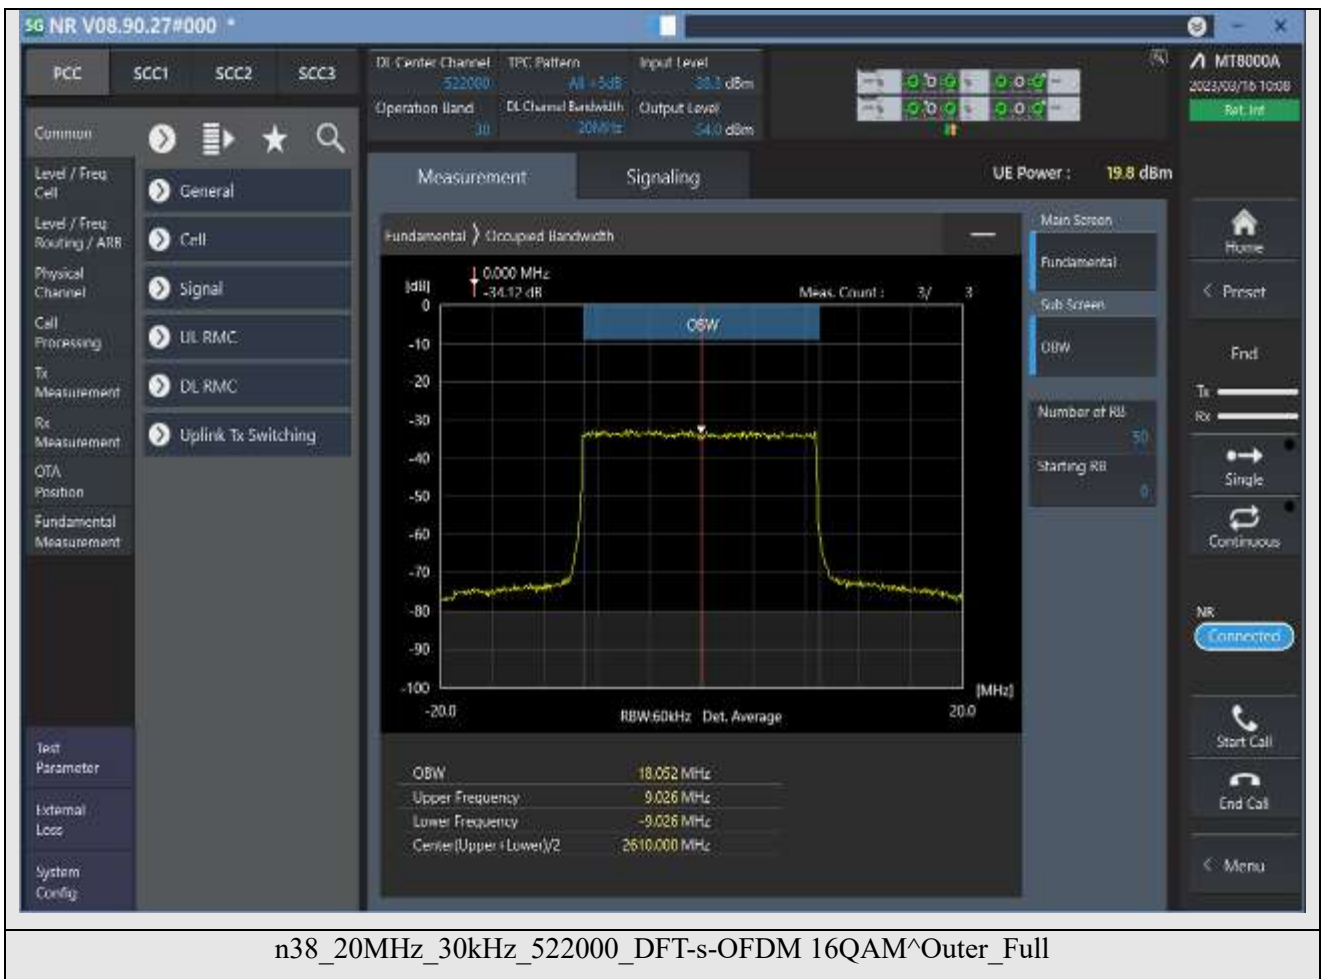 5G NR V08.90.27#000 *
PCC SCC1 SCC2 SCC3
DL Center Channel TPC Pattern Input Level
522000 All +3dB -38.3 dBm
Operation Band DL Channel Bandwidth Output Level
38 20MHz -54.0 dBm
MT8000A
2023/03/16 10:08
Ret. Int
Common
Level / Freq
Cell
Level / Freq
Routing / ARB
Physical
Channel
Call
Processing
Tx
Measurement
Rx
Measurement
OTA
Position
Fundamental
Measurement
Test
Parameter
External
Loss
System
Config
General
Cell
Signal
UL RMC
DL RMC
Uplink Tx Switching
Measurement Signaling UE Power : 19.8 dBm
Fundamental > Occupied Bandwidth
[dB] 0.000 MHz
-34.12 dB Meas. Count : 3/ 3
OBW
0
-10
-20
-30
-40
-50
-60
-70
-80
-90
-100
[MHz]
-20.0 RBW:60kHz Det. Average 20.0
OBW 18.052 MHz
Upper Frequency 9.026 MHz
Lower Frequency -9.026 MHz
Center(Upper+Lower)/2 2610.000 MHz
Main Screen
Fundamental
Sub Screen
OBW
Number of RB
50
Starting RB
0
Home
< Preset
End
Tx
Rx
Single
Continuous
NR
Connected
Start Call
End Call
< Menu
n38_20MHz_30kHz_522000_DFT-s-OFDM 16QAM^Outer_Full